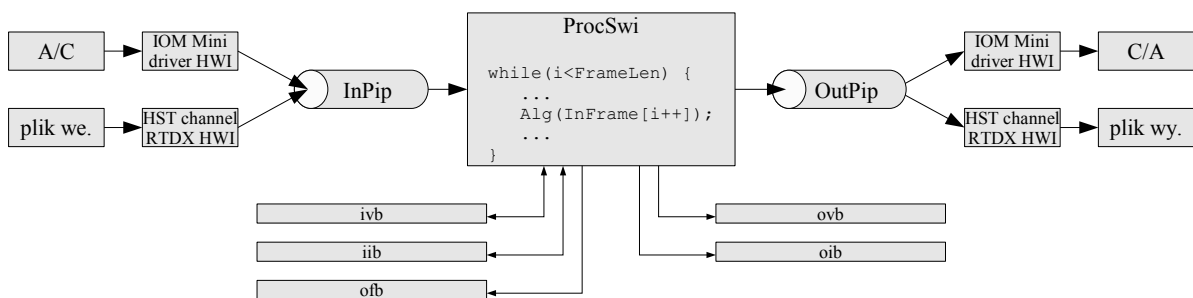 ProcSwi
A/C
IOM Mini
driver HWI
InPip
while(i<FrameLen) {
...
Alg(InFrame[i++]);
...
}
OutPip
IOM Mini
driver HWI
C/A
plik we.
HST channel
RTDX HWI
HST channel
RTDX HWI
plik wy.
ivb
ovb
iib
oib
ofb